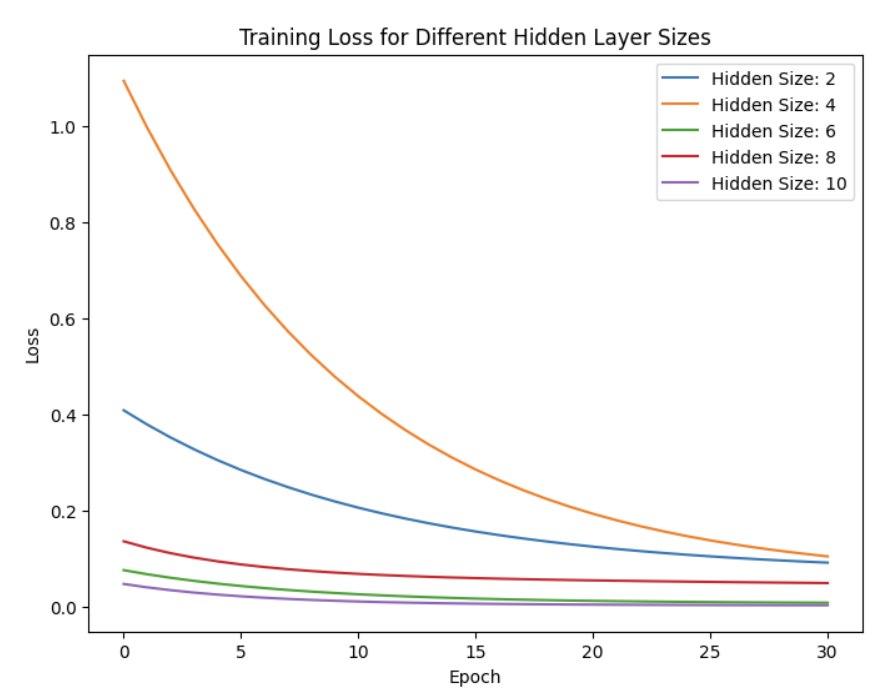 Training Loss for Different Hidden Layer Sizes
Hidden Size: 2
Hidden Size: 4
Hidden Size: 6
Hidden Size: 8
Hidden Size: 10
Loss
1.0
0.8
0.6
0.4
0.2
0.0
0 5 10 15 20 25 30
Epoch